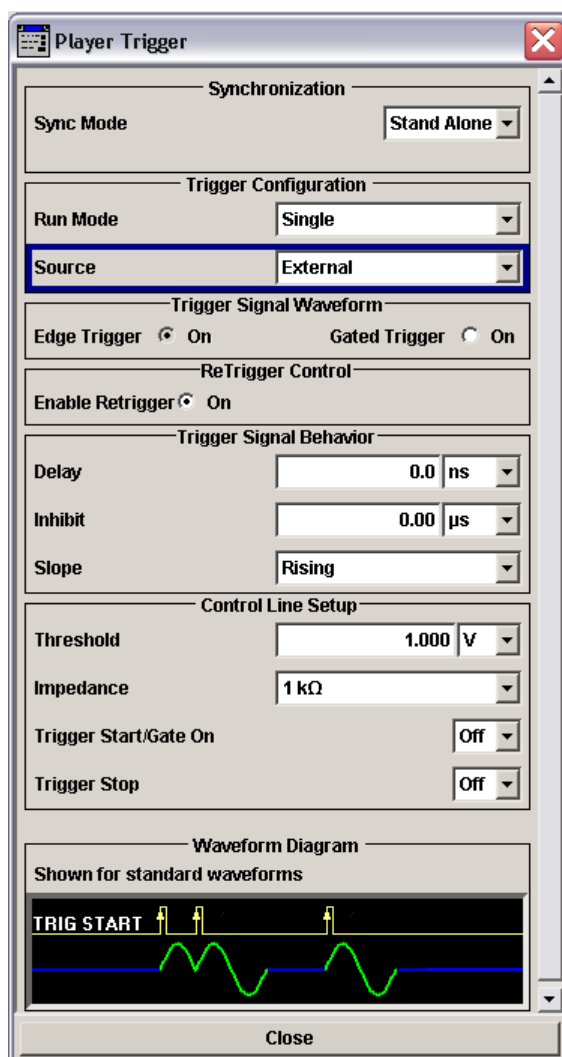 Player Trigger
Synchronization
Sync Mode Stand Alone
Trigger Configuration
Run Mode Single
Source External
Trigger Signal Waveform
Edge Trigger On Gated Trigger On
ReTrigger Control
Enable Retrigger On
Trigger Signal Behavior
Delay 0.0 ns
Inhibit 0.00 µs
Slope Rising
Control Line Setup
Threshold 1.000 V
Impedance 1 kΩ
Trigger Start/Gate On Off
Trigger Stop Off
Waveform Diagram
Shown for standard waveforms
TRIG START
Close